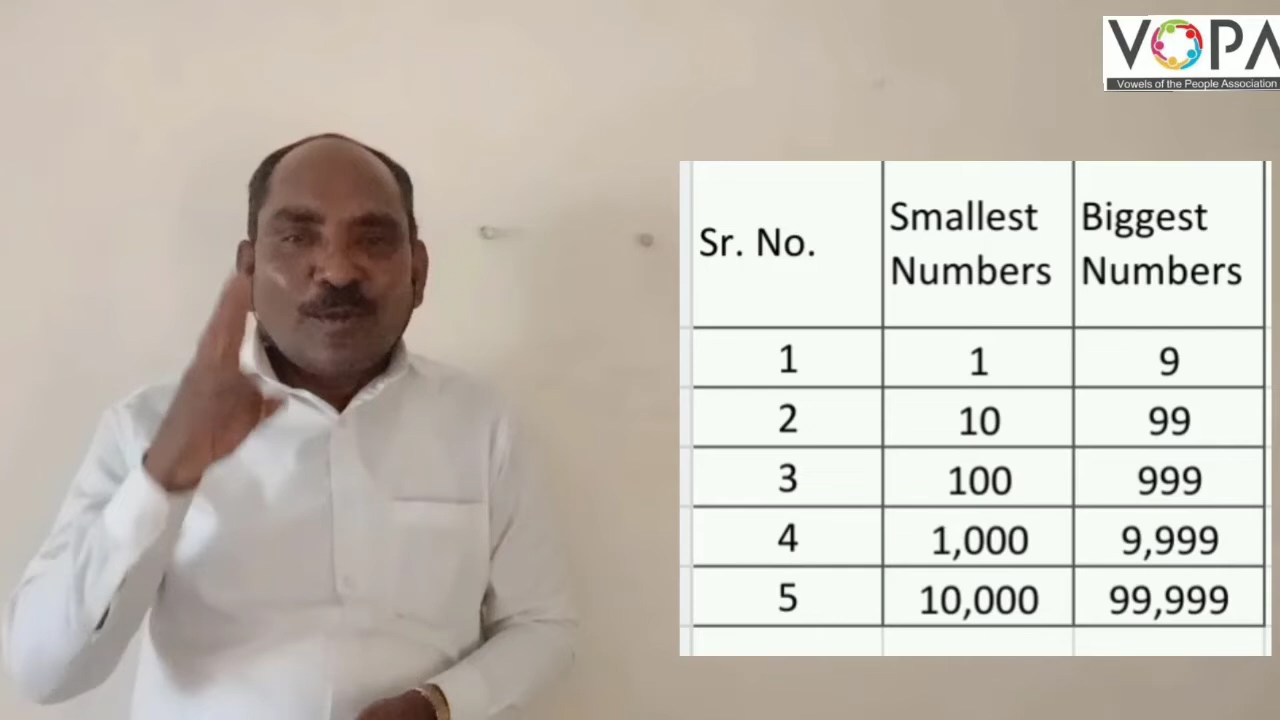 VOPA
Vowels of the People Association
Sr. No. Smallest Numbers Biggest Numbers
1 1 9
2 10 99
3 100 999
4 1,000 9,999
5 10,000 99,999